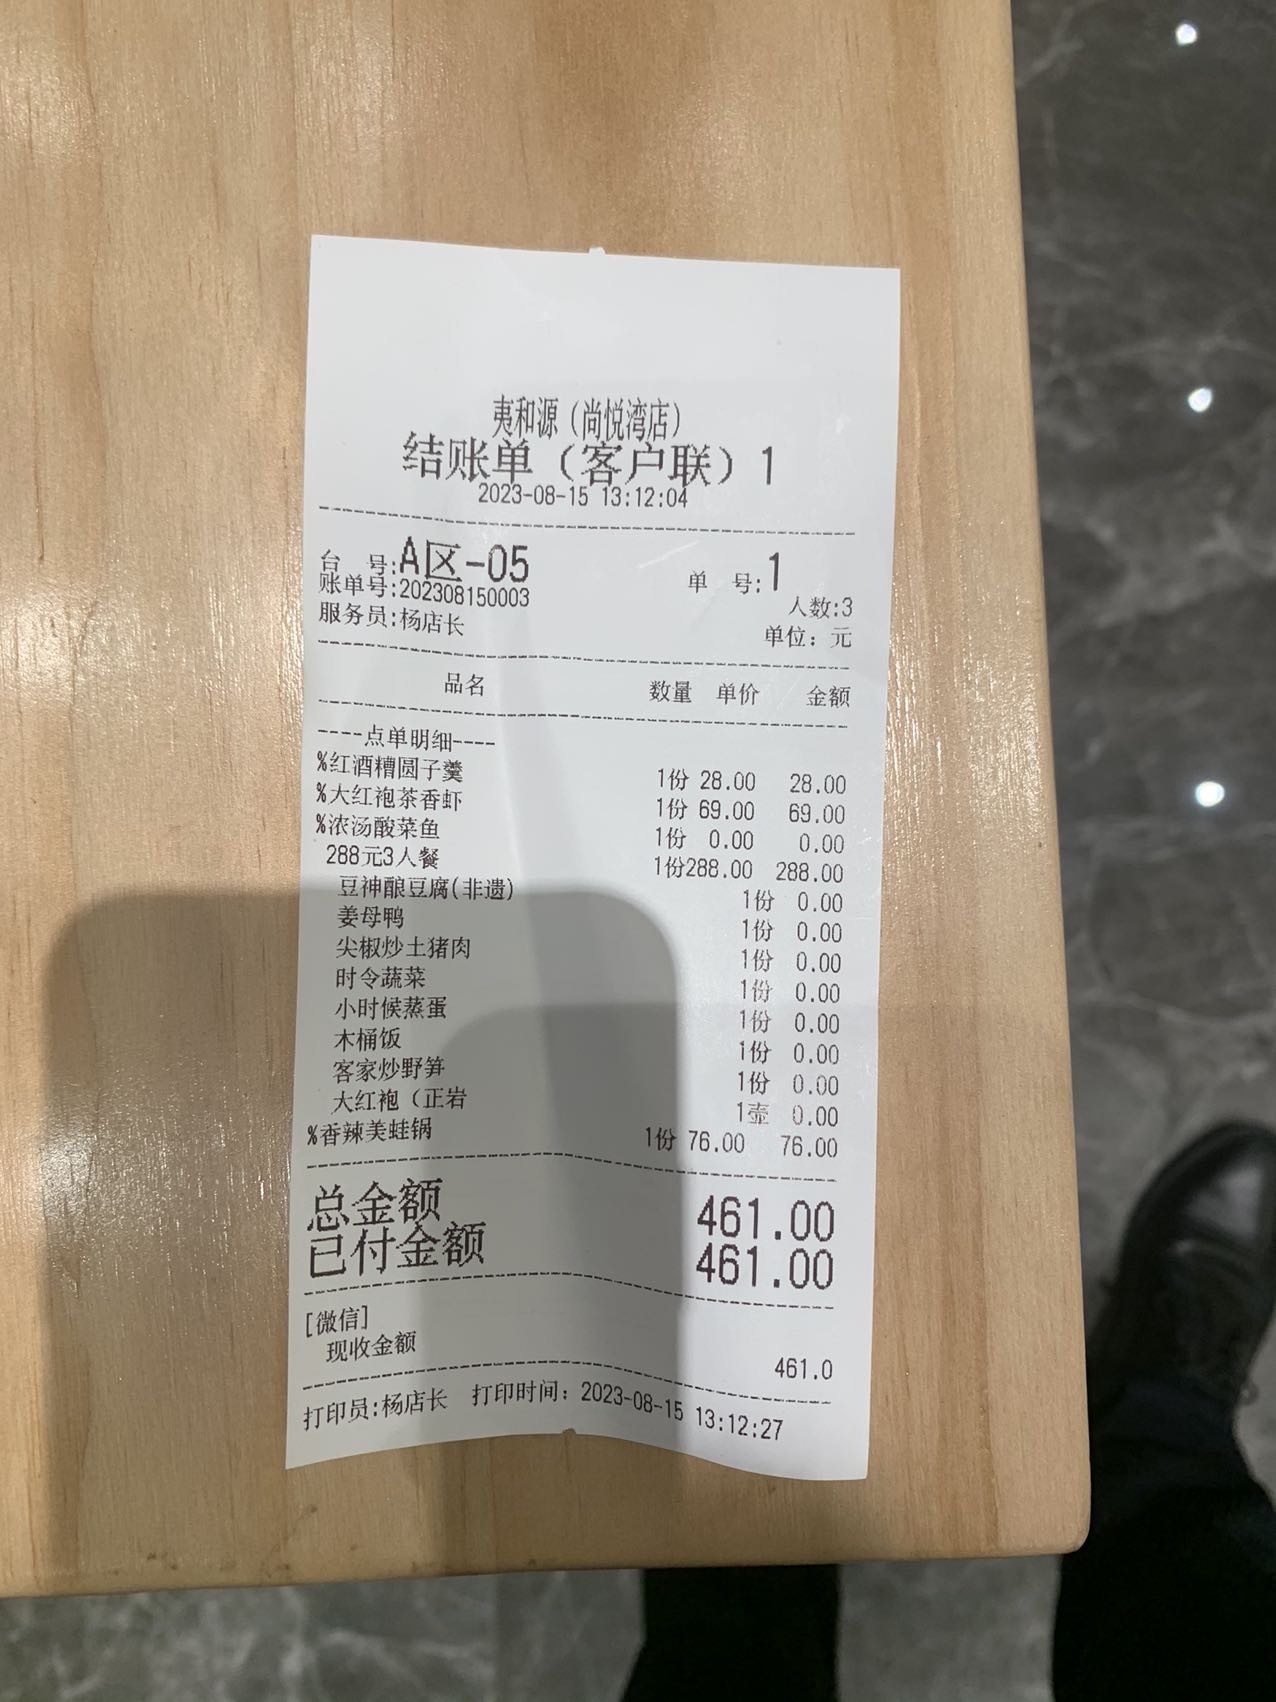 夷和源（尚悦湾店）
结账单（客户联）1
2023-08-15 13:12:04
台 号:A区-05 单 号:1
账单号:202308150003 人数:3
服务员:杨店长 单位：元
品名 数量 单价 金额
----点单明细----
%红酒糟圆子羹 1份 28.00 28.00
%大红袍茶香虾 1份 69.00 69.00
%浓汤酸菜鱼 1份 0.00 0.00
288元3人餐 1份288.00 288.00
豆神酿豆腐(非遗) 1份 0.00
姜母鸭 1份 0.00
尖椒炒土猪肉 1份 0.00
时令蔬菜 1份 0.00
小时候蒸蛋 1份 0.00
木桶饭 1份 0.00
客家炒野笋 1份 0.00
大红袍（正岩 1壶 0.00
%香辣美蛙锅 1份 76.00 76.00
总金额 461.00
已付金额 461.00
[微信]
现收金额 461.0
打印员:杨店长 打印时间：2023-08-15 13:12:27